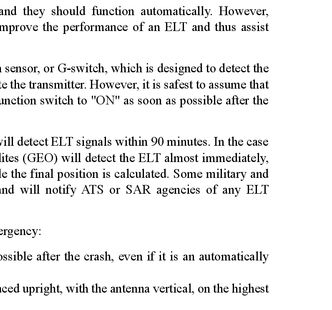 and they should function automatically. However,
mprove the performance of an ELT and thus assist
sensor, or G-switch, which is designed to detect the
e the transmitter. However, it is safest to assume that
unction switch to "ON" as soon as possible after the
will detect ELT signals within 90 minutes. In the case
lites (GEO) will detect the ELT almost immediately,
e the final position is calculated. Some military and
and will notify ATS or SAR agencies of any ELT
ergency:
ossible after the crash, even if it is an automatically
ced upright, with the antenna vertical, on the highest